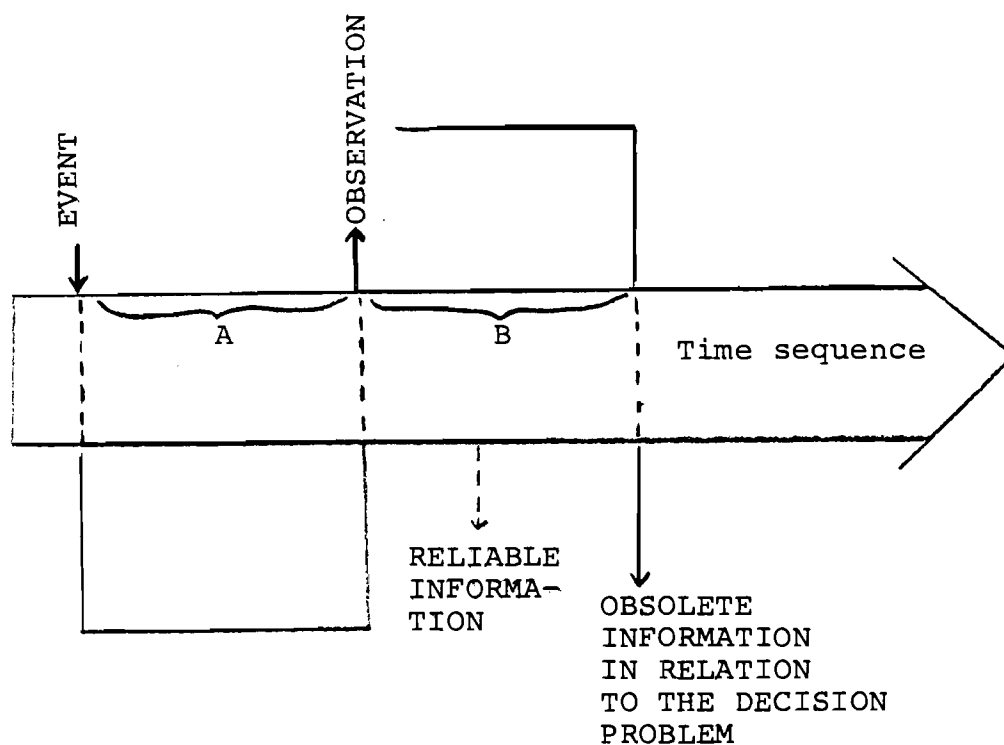 EVENT
OBSERVATION
A
B
Time sequence
RELIABLE
INFORMA-
TION
OBSOLETE
INFORMATION
IN RELATION
TO THE DECISION
PROBLEM